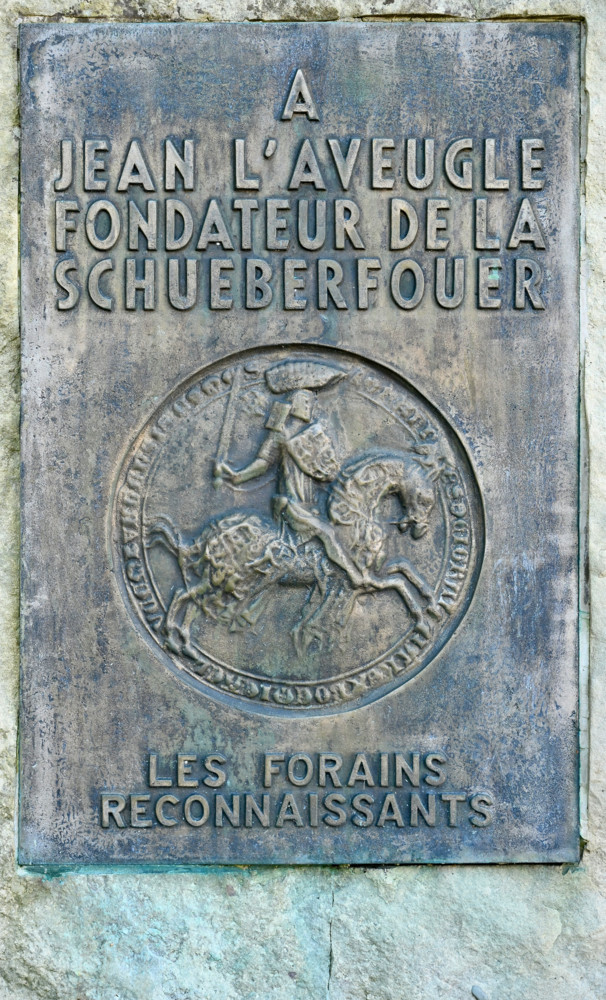 A
JEAN L'AVEUGLE
FONDATEUR DE LA
SCHUEBERFOUER
LES FORAINS
RECONNAISSANTS